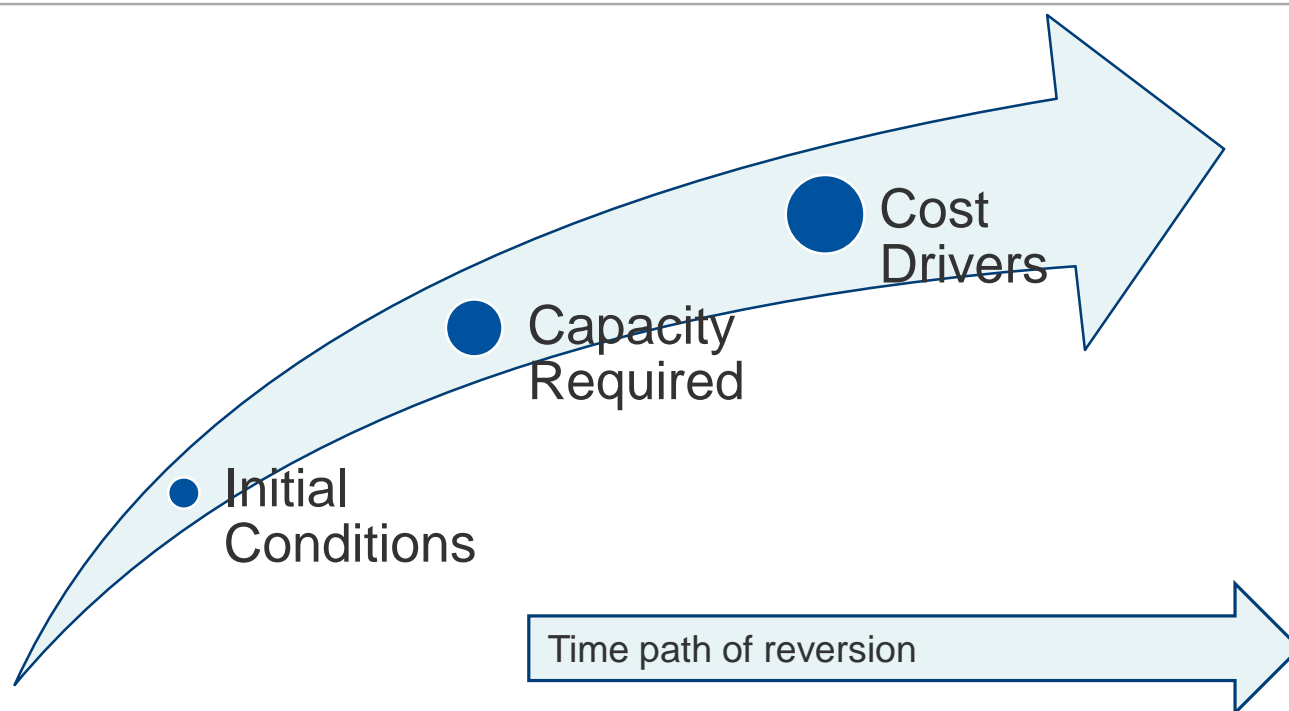 Cost
Drivers
Capacity
Required
Initial
Conditions
Time path of reversion